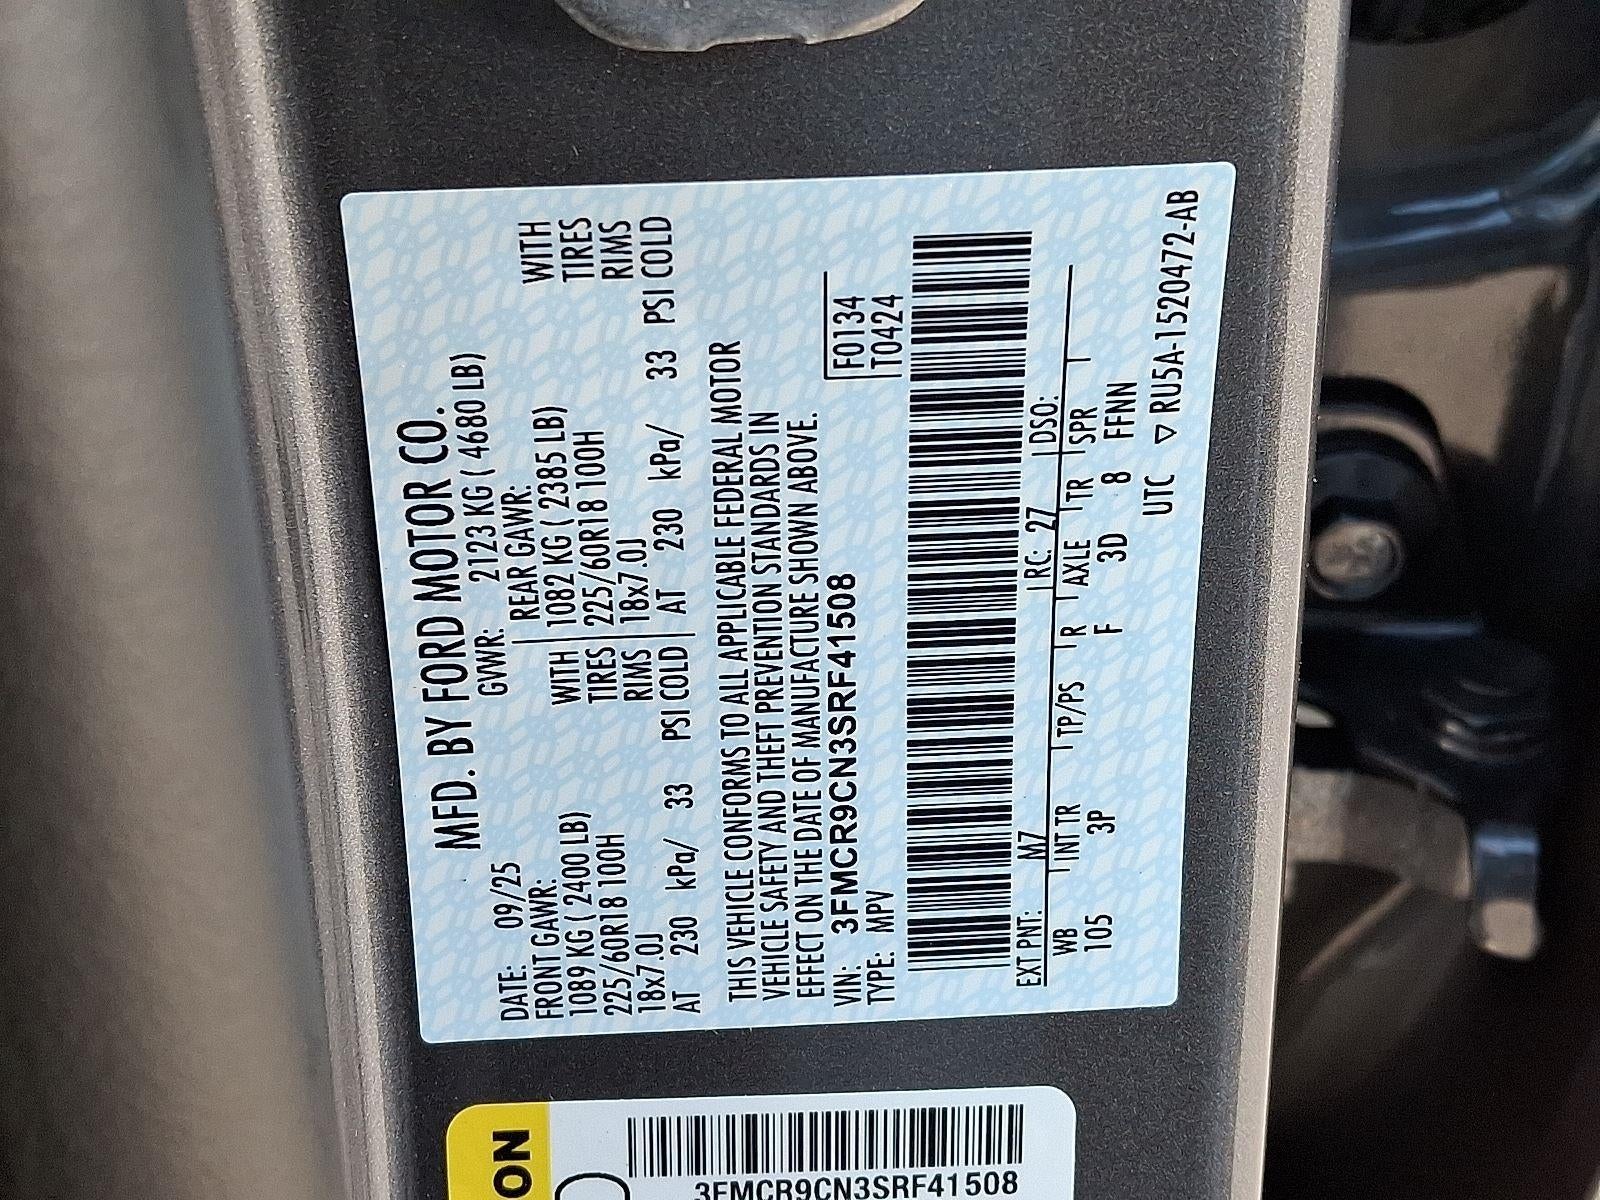 MFD. BY FORD MOTOR CO.
DATE: 09/25 GVWR: 2123 KG ( 4680 LB)
FRONT GAWR: REAR GAWR:
1089 KG ( 2400 LB) WITH 1082 KG ( 2385 LB) WITH
225/60R18 100H TIRES 225/60R18 100H TIRES
18x7.0J RIMS 18x7.0J RIMS
AT 230 kPa/ 33 PSI COLD AT 230 kPa/ 33 PSI COLD
THIS VEHICLE CONFORMS TO ALL APPLICABLE FEDERAL MOTOR
VEHICLE SAFETY AND THEFT PREVENTION STANDARDS IN
EFFECT ON THE DATE OF MANUFACTURE SHOWN ABOVE.
VIN: 3FMCR9CN3SRF41508 F0134
TYPE: MPV T0424
EXT PNT: M7 RC: 27 DSO:
WB INT TR TP/PS R AXLE TR SPR
105 3P F 3D 8 FFNN
UTC ▽ RU5A-1520472-AB
ON
3FMCR9CN3SRF41508